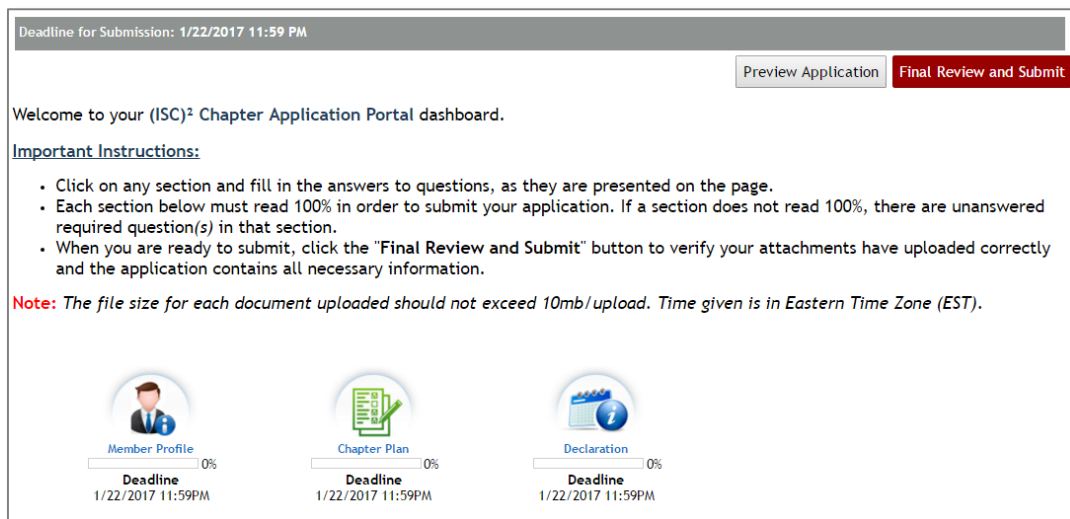 Deadline for Submission: 1/22/2017 11:59 PM
Preview Application Final Review and Submit
Welcome to your (ISC)² Chapter Application Portal dashboard.
Important Instructions:
• Click on any section and fill in the answers to questions, as they are presented on the page.
• Each section below must read 100% in order to submit your application. If a section does not read 100%, there are unanswered
required question(s) in that section.
• When you are ready to submit, click the "Final Review and Submit" button to verify your attachments have uploaded correctly
and the application contains all necessary information.
Note: The file size for each document uploaded should not exceed 10mb/upload. Time given is in Eastern Time Zone (EST).
Member Profile Chapter Plan Declaration
0% 0% 0%
Deadline Deadline Deadline
1/22/2017 11:59PM 1/22/2017 11:59PM 1/22/2017 11:59PM